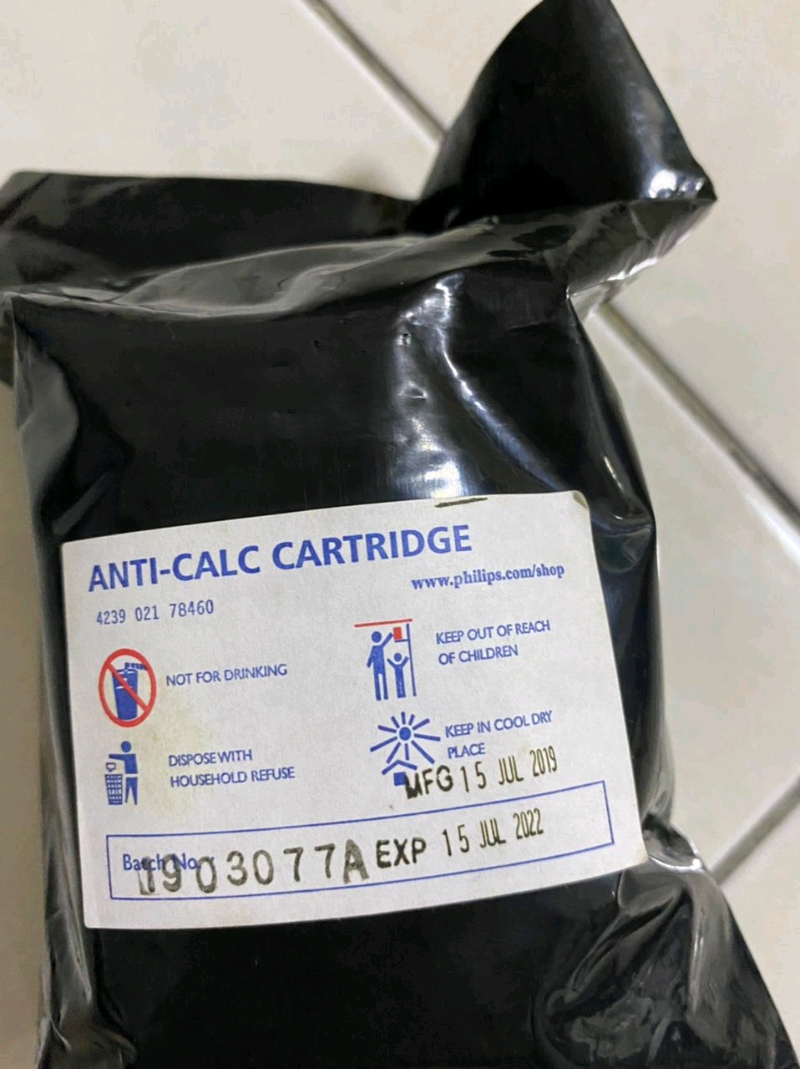 ANTI-CALC CARTRIDGE
www.philips.com/shop
4239 021 78460
NOT FOR DRINKING
KEEP OUT OF REACH
OF CHILDREN
DISPOSE WITH
HOUSEHOLD REFUSE
KEEP IN COOL DRY
PLACE
MFG 15 JUL 2019
Batch No.
903077A EXP 15 JUL 2022